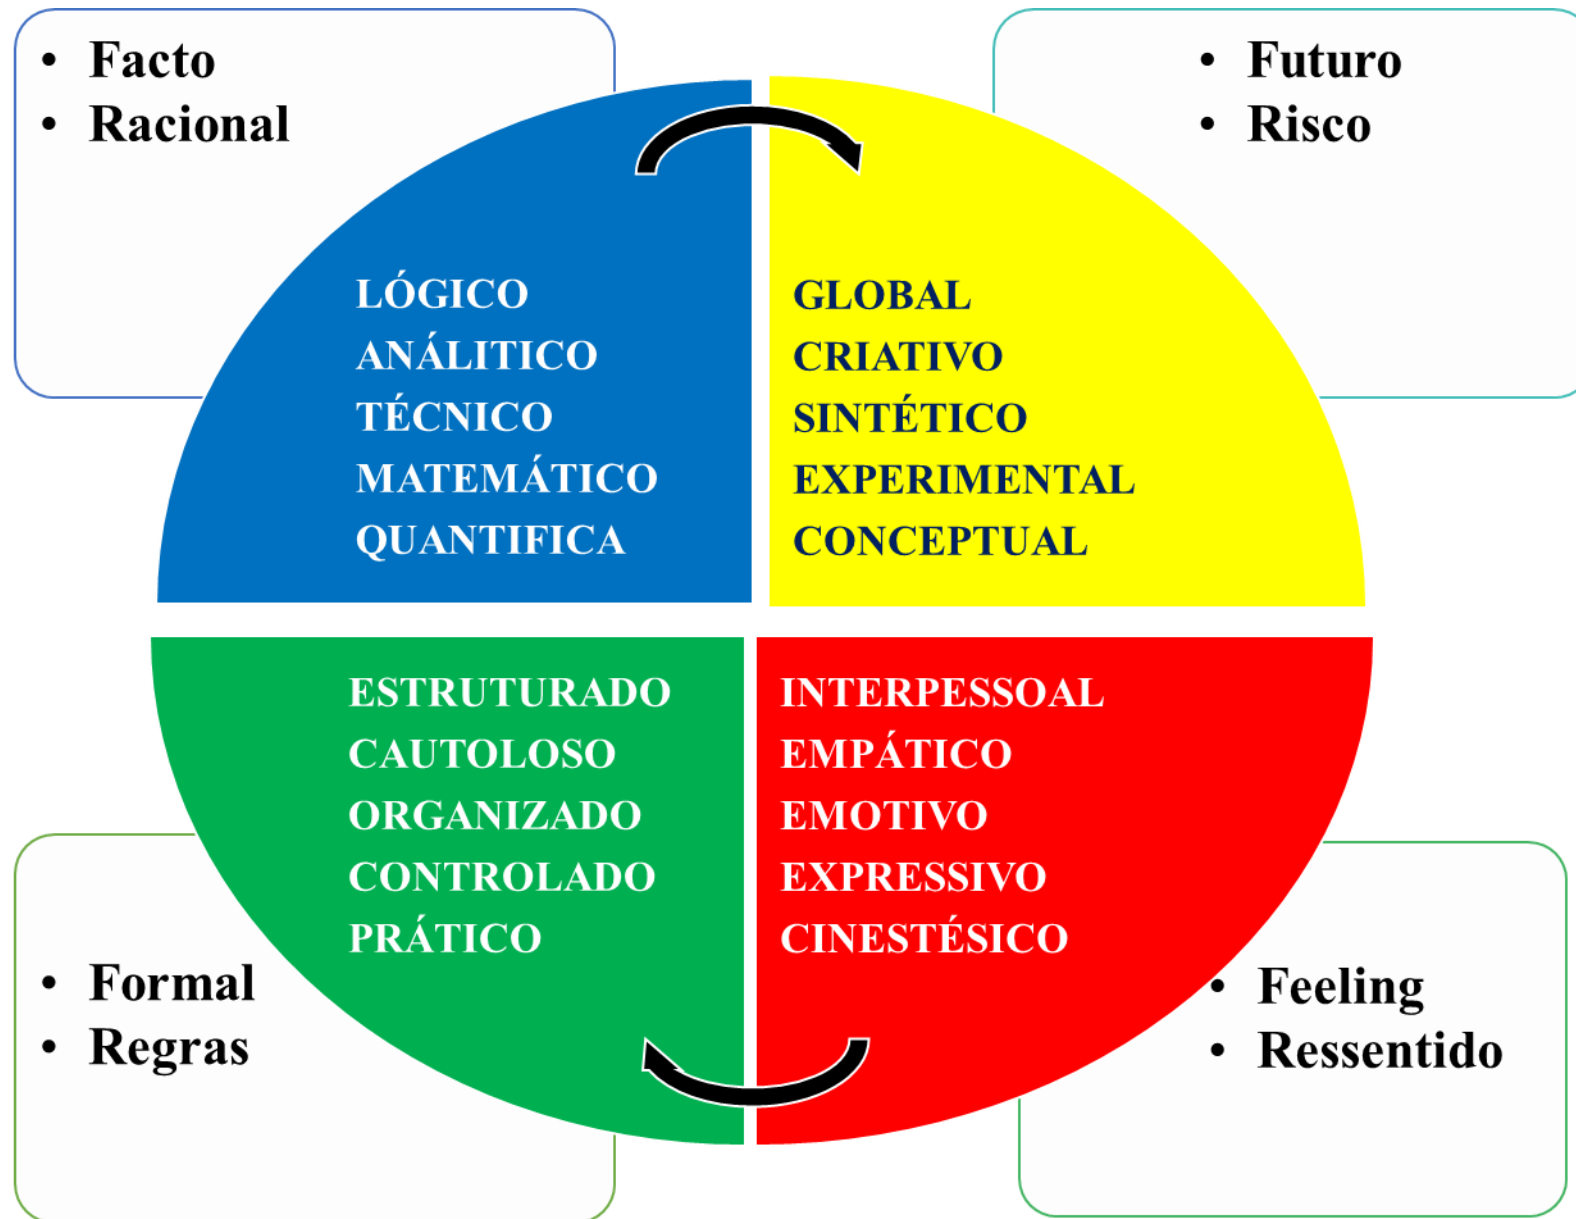 • Facto
• Racional
• Futuro
• Risco
LÓGICO
ANÁLITICO
TÉCNICO
MATEMÁTICO
QUANTIFICA
GLOBAL
CRIATIVO
SINTÉTICO
EXPERIMENTAL
CONCEPTUAL
ESTRUTURADO
CAUTOLOSO
ORGANIZADO
CONTROLADO
PRÁTICO
INTERPESSOAL
EMPÁTICO
EMOTIVO
EXPRESSIVO
CINESTÉSICO
• Formal
• Regras
• Feeling
• Ressentido